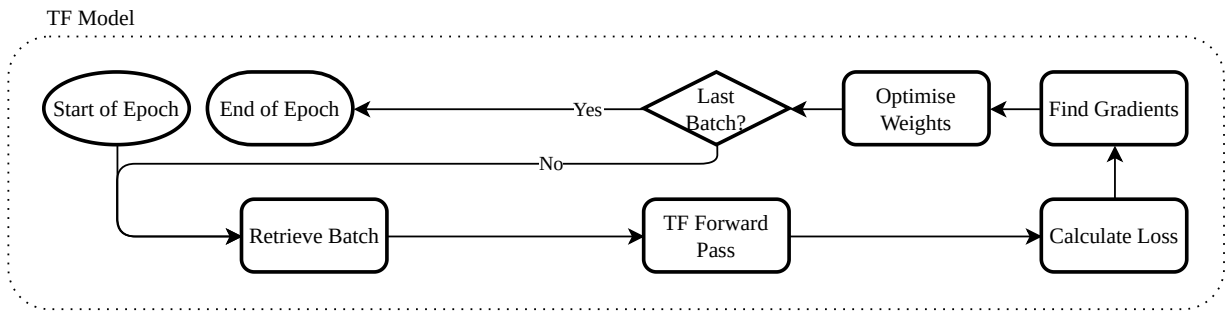 TF Model
Start of Epoch
End of Epoch
Yes
Last
Batch?
Optimise
Weights
Find Gradients
No
Retrieve Batch
TF Forward
Pass
Calculate Loss